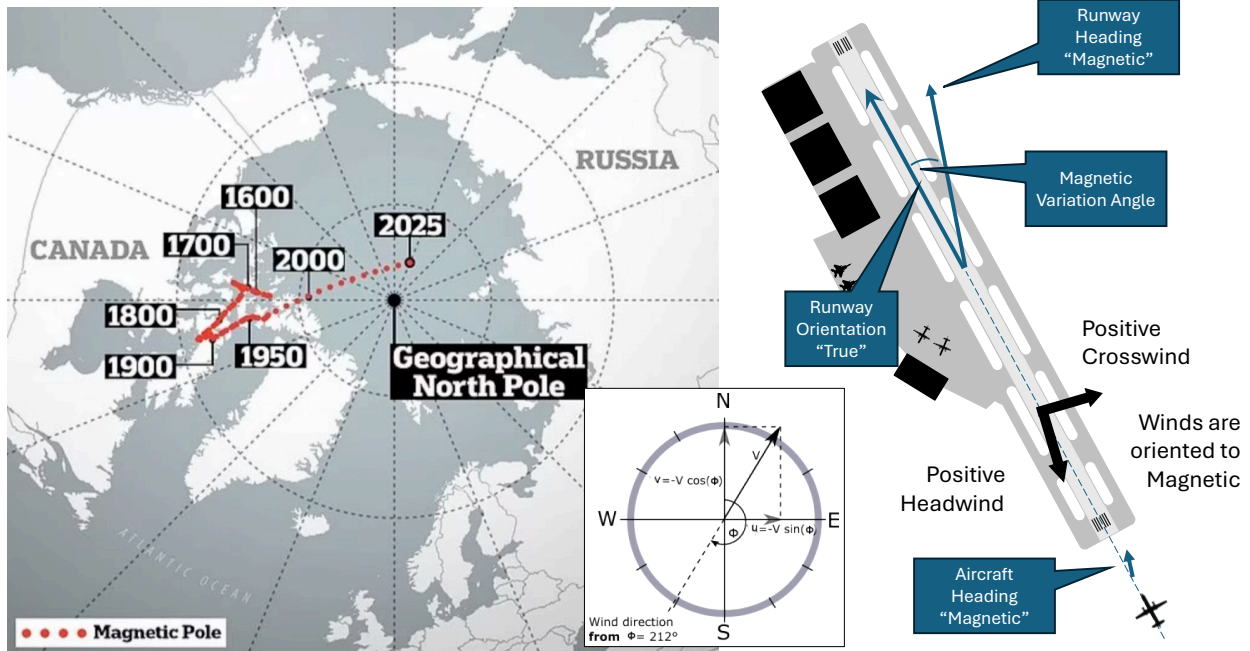 RUSSIA
CANADA
1600
1700
2000
2025
1800
1900
1950
Geographical
North Pole
ATLANTIC OCEAN
Magnetic Pole
N
W
E
S
V
v=-V cos(Φ)
u=-V sin(Φ)
Φ
Wind direction
from Φ= 212°
Runway
Heading
“Magnetic”
Magnetic
Variation Angle
Runway
Orientation
“True”
Positive
Crosswind
Winds are
oriented to
Magnetic
Positive
Headwind
Aircraft
Heading
“Magnetic”